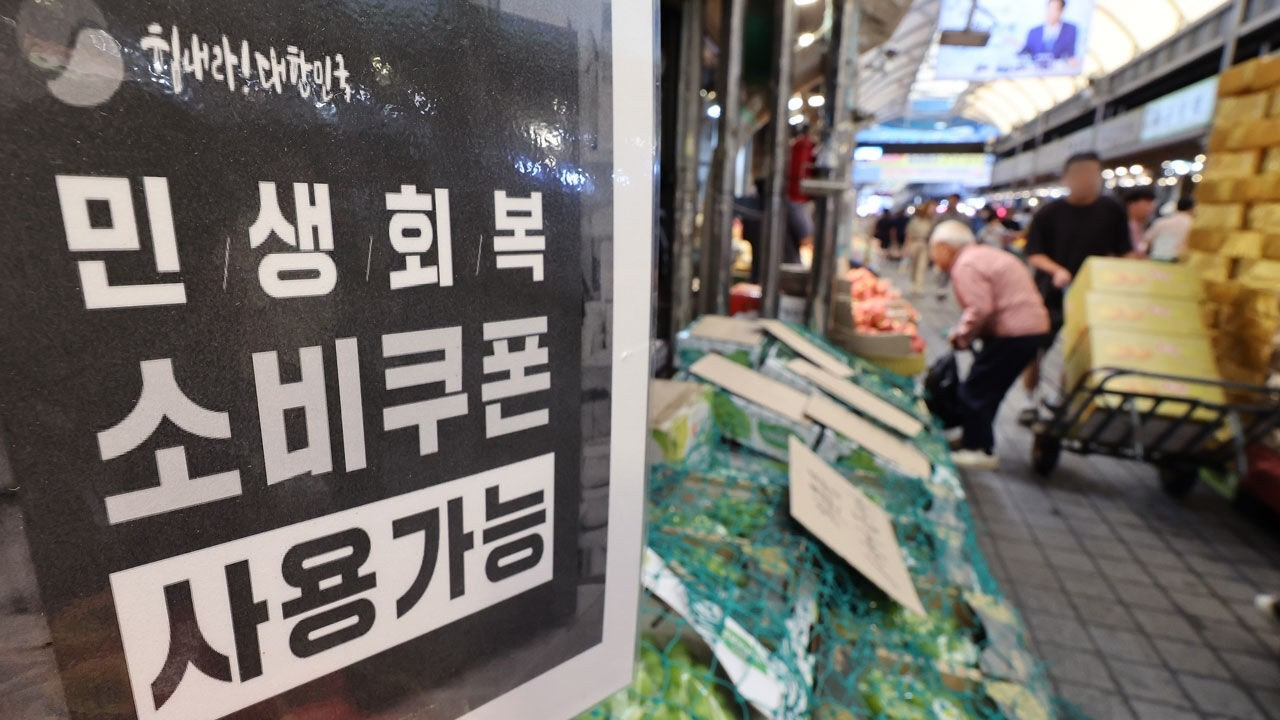 힘내라! 대한민국
민생회복
소비쿠폰
사용가능